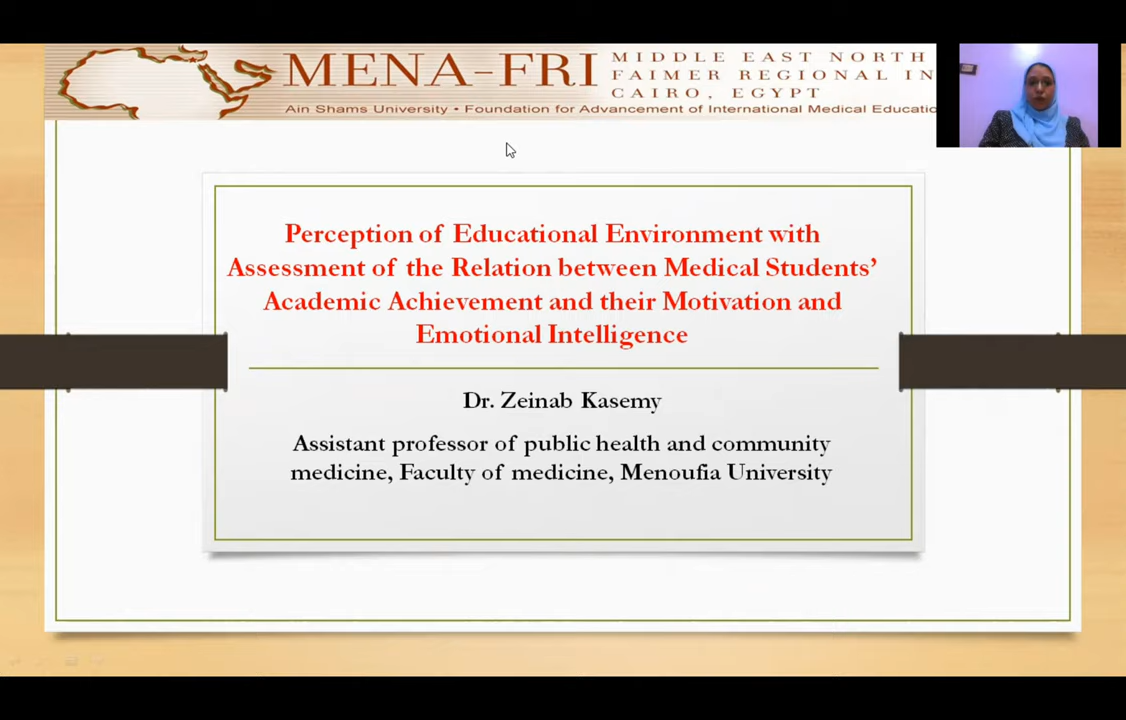 MENA-FRI
MIDDLE EAST NORTH
FAIMER REGIONAL IN
CAIRO, EGYPT
Ain Shams University • Foundation for Advancement of International Medical Educatio
Perception of Educational Environment with
Assessment of the Relation between Medical Students’
Academic Achievement and their Motivation and
Emotional Intelligence
Dr. Zeinab Kasemy
Assistant professor of public health and community
medicine, Faculty of medicine, Menoufia University